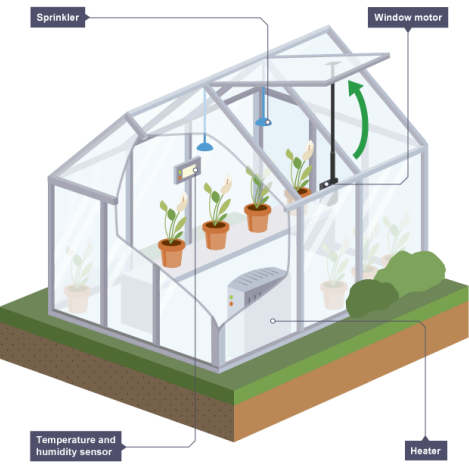 Sprinkler
Window motor
Temperature and
humidity sensor
Heater